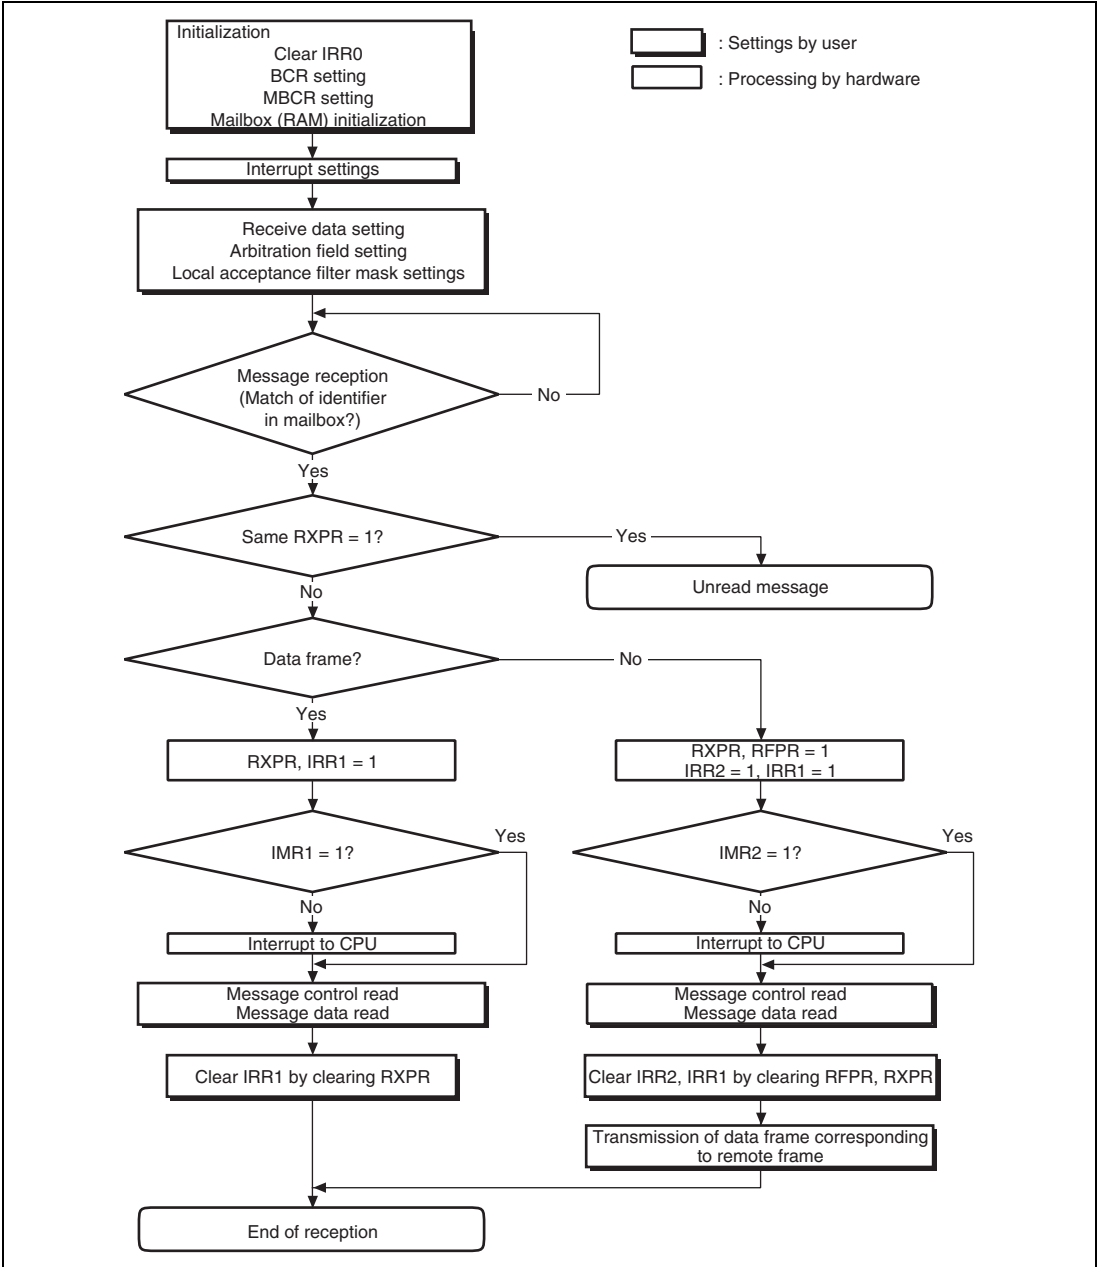 Initialization
Clear IRR0
BCR setting
MBCR setting
Mailbox (RAM) initialization
: Settings by user
: Processing by hardware
Interrupt settings
Receive data setting
Arbitration field setting
Local acceptance filter mask settings
Message reception
(Match of identifier
in mailbox?)
No
Yes
Same RXPR = 1?
Yes
Unread message
No
Data frame?
No
Yes
RXPR, IRR1 = 1
RXPR, RFPR = 1
IRR2 = 1, IRR1 = 1
IMR1 = 1?
Yes
IMR2 = 1?
Yes
No
No
Interrupt to CPU
Interrupt to CPU
Message control read
Message data read
Message control read
Message data read
Clear IRR1 by clearing RXPR
Clear IRR2, IRR1 by clearing RFPR, RXPR
Transmission of data frame corresponding
to remote frame
End of reception